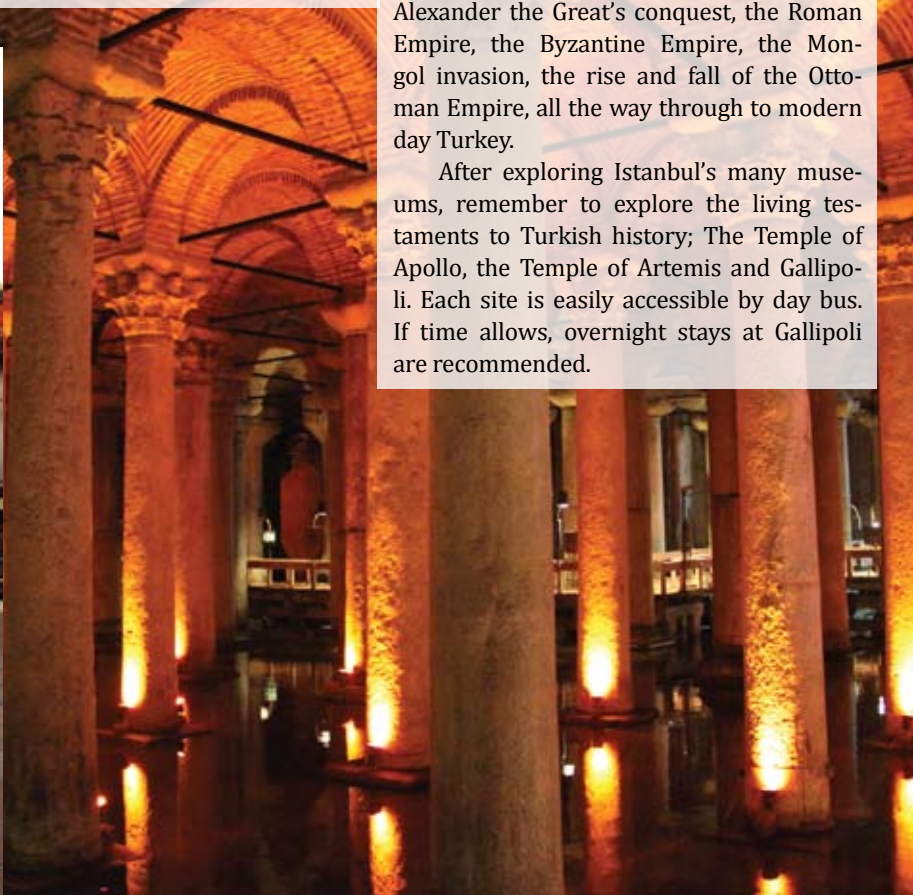 Alexander the Great's conquest, the Roman
Empire, the Byzantine Empire, the Mon-
gol invasion, the rise and fall of the Otto-
man Empire, all the way through to modern
day Turkey.
After exploring Istanbul's many muse-
ums, remember to explore the living tes-
taments to Turkish history; The Temple of
Apollo, the Temple of Artemis and Gallipo-
li. Each site is easily accessible by day bus.
If time allows, overnight stays at Gallipoli
are recommended.